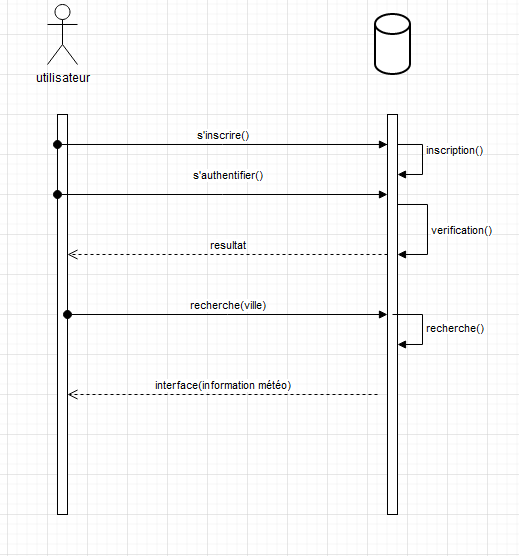 utilisateur
s'inscrire()
inscription()
s'authentifier()
verification()
resultat
recherche(ville)
recherche()
interface(information météo)